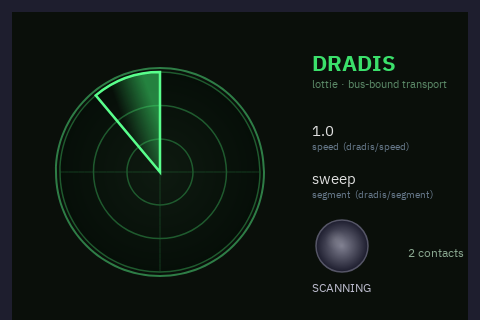 DRADIS
lottie · bus-bound transport
1.0
speed (dradis/speed)
sweep
segment (dradis/segment)
2 contacts
SCANNING